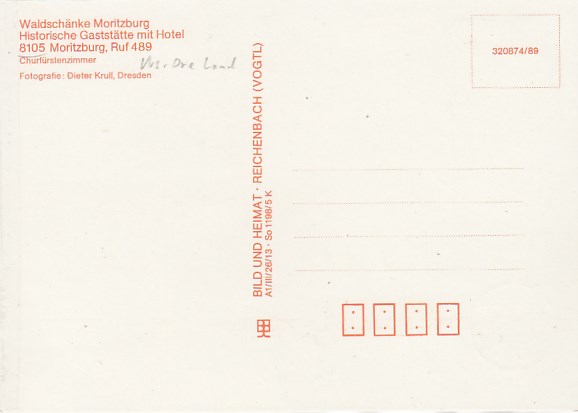 Waldschänke Moritzburg
Historische Gaststätte mit Hotel
8105 Moritzburg, Ruf 489
Churfürstenzimmer
Fotografie: Dieter Krull, Dresden
320874/89
BILD UND HEIMAT · REICHENBACH (VOGTL)
A1/III/26/13 · So 1198/5 K